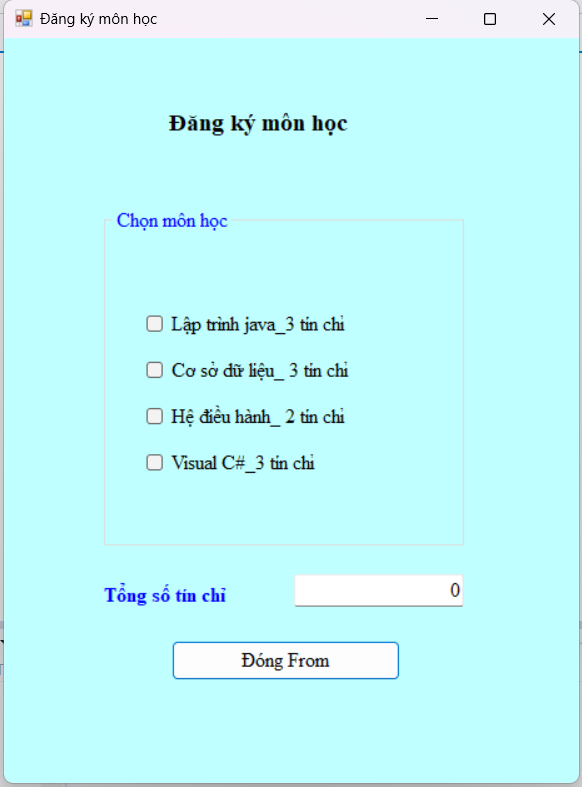 Đăng ký môn học
Đăng ký môn học
Chọn môn học
Lập trình java_3 tín chỉ
Cơ sở dữ liệu_ 3 tín chỉ
Hệ điều hành_ 2 tín chỉ
Visual C#_3 tín chỉ
Tổng số tín chỉ 0
Đóng From